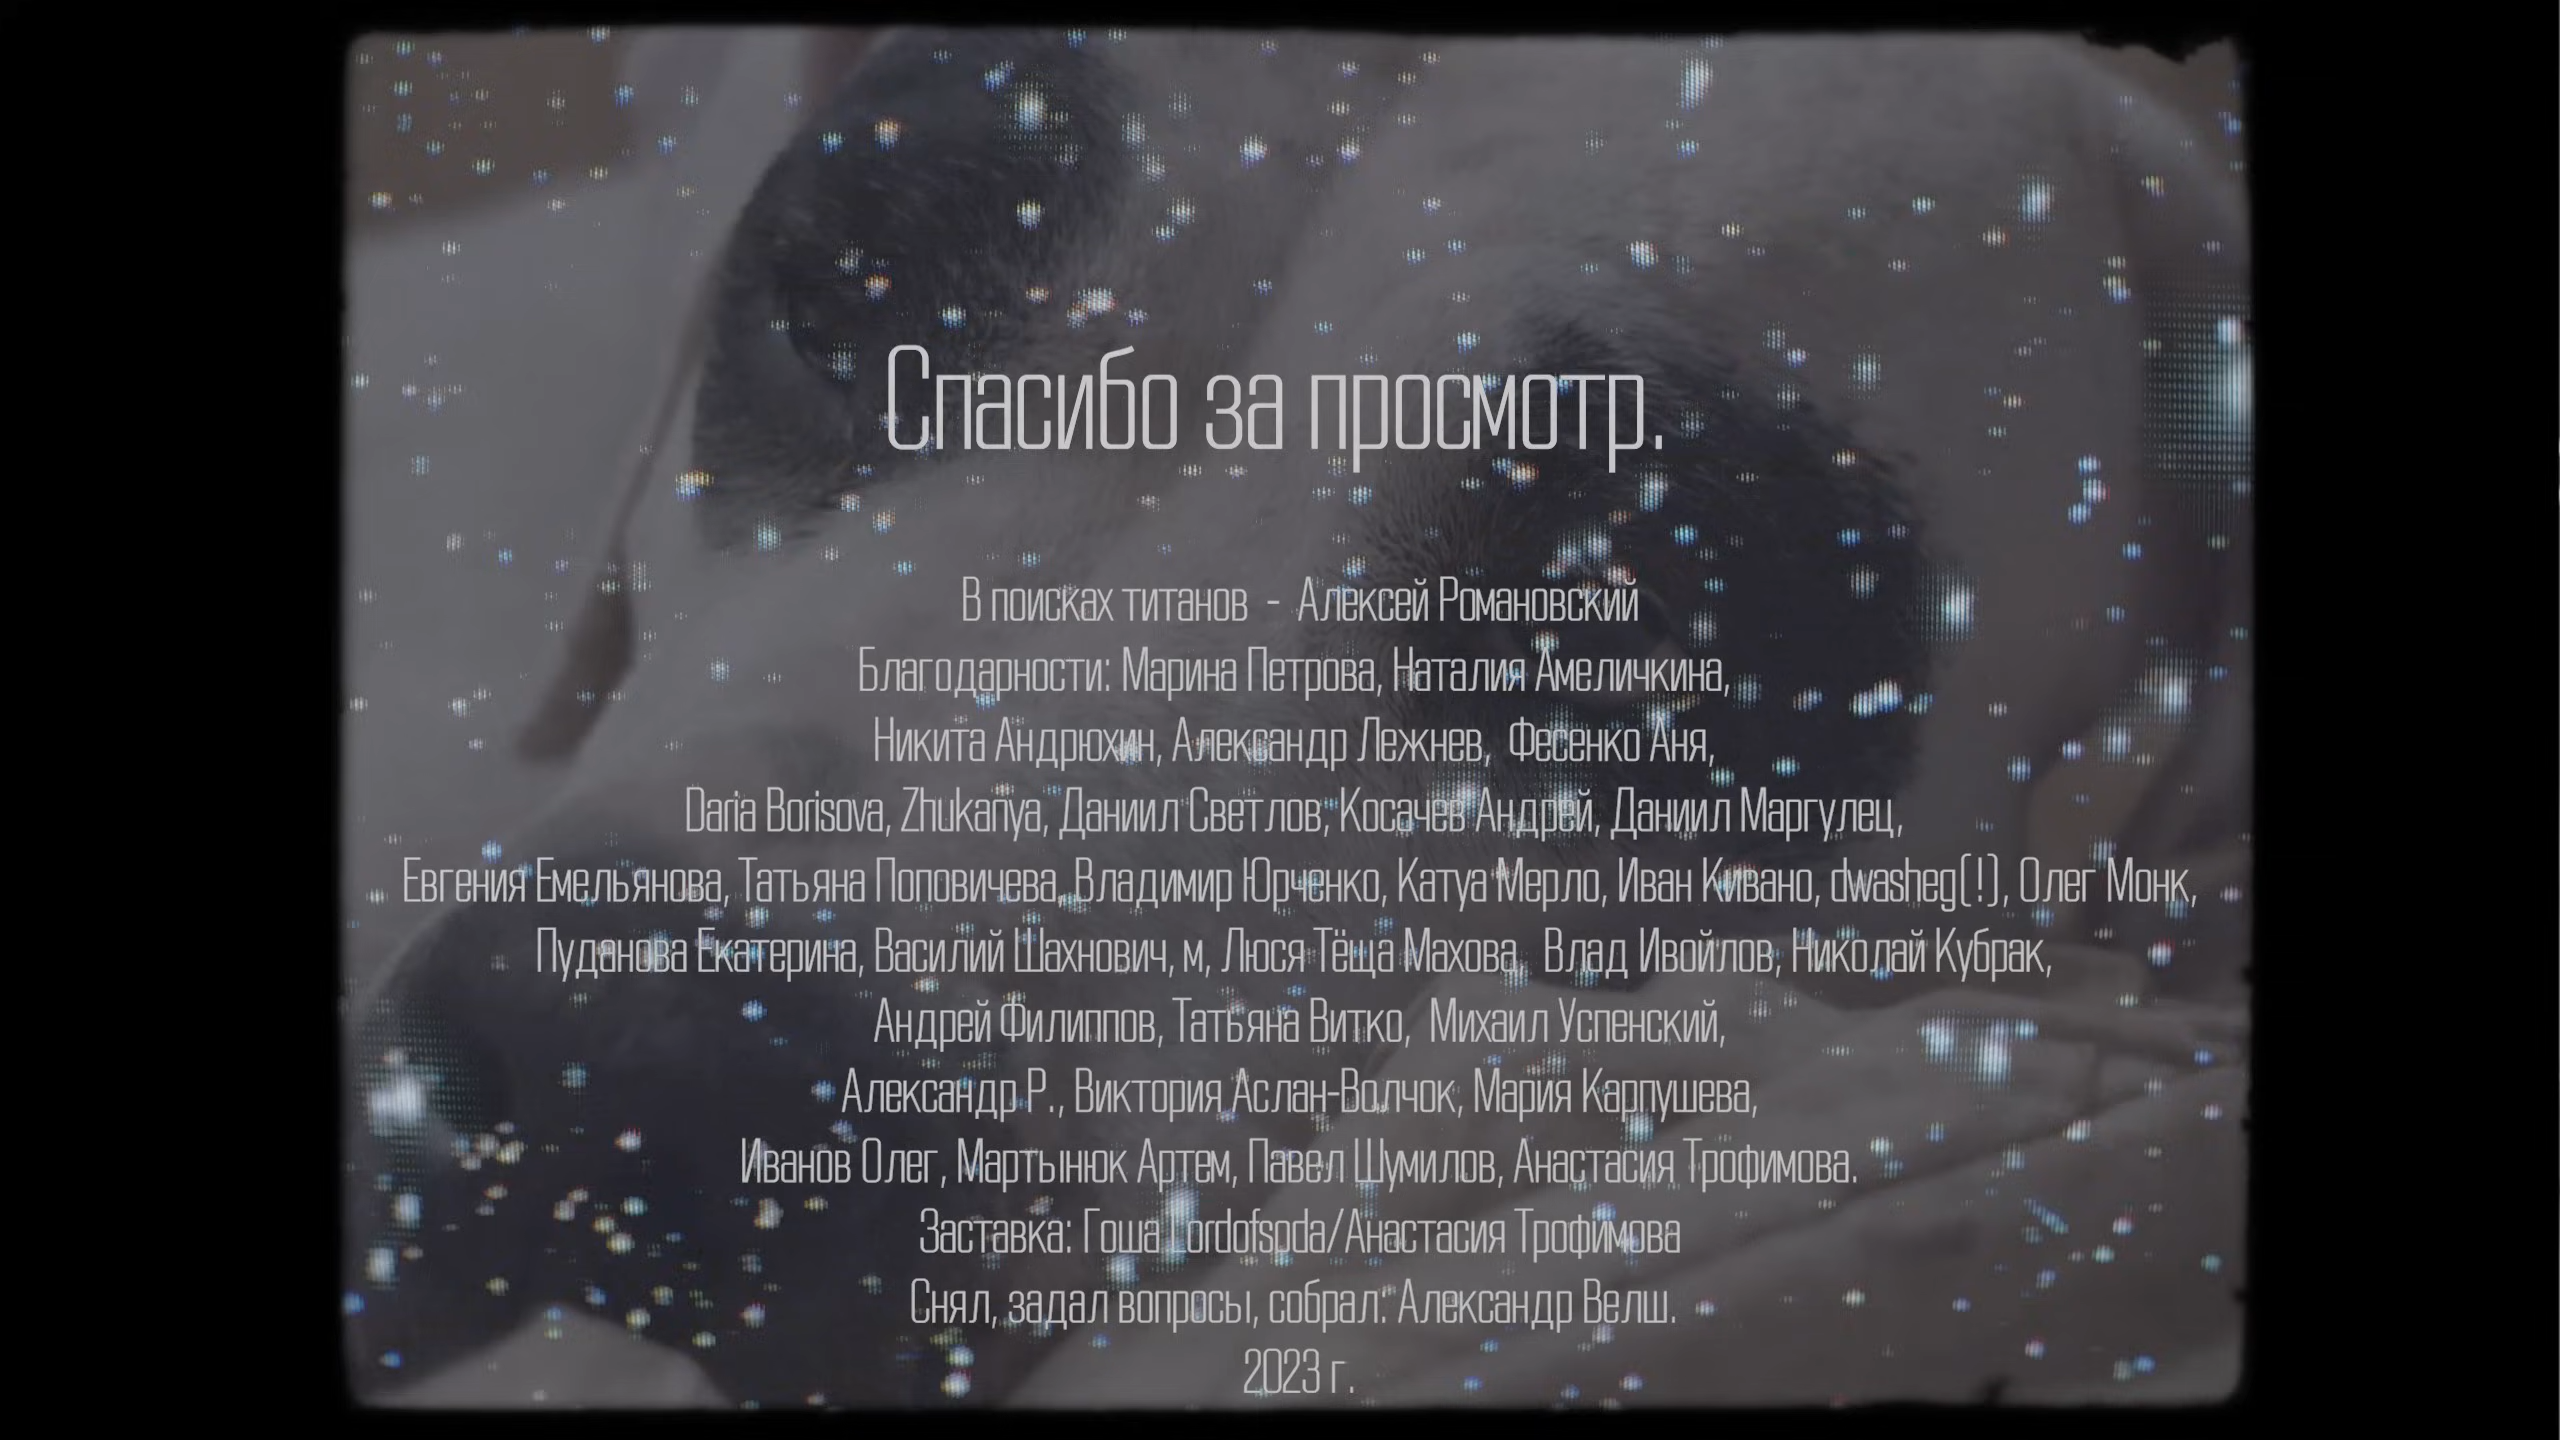 Спасибо за просмотр.
В поисках титанов - Алексей Романовский
Благодарности: Марина Петрова, Наталия Амеличкина,
Никита Андрюхин, Александр Лежнев, Фесенко Аня,
Daria Borisova, Zhukanya, Даниил Светлов, Косачев Андрей, Даниил Маргулец,
Евгения Емельянова, Татьяна Поповичева, Владимир Юрченко, Катуа Мерло, Иван Кивано, dwasheg(!), Олег Монк,
Пуданова Екатерина, Василий Шахнович, м, Люся Тёща Махова, Влад Ивойлов, Николай Кубрак,
Андрей Филиппов, Татьяна Витко, Михаил Успенский,
Александр Р., Виктория Аслан-Волчок, Мария Карпушева,
Иванов Олег, Мартынюк Артем, Павел Шумилов, Анастасия Трофимова.
Заставка: Гоша Lordofspda/Анастасия Трофимова
Снял, задал вопросы, собрал: Александр Велш.
2023 г.